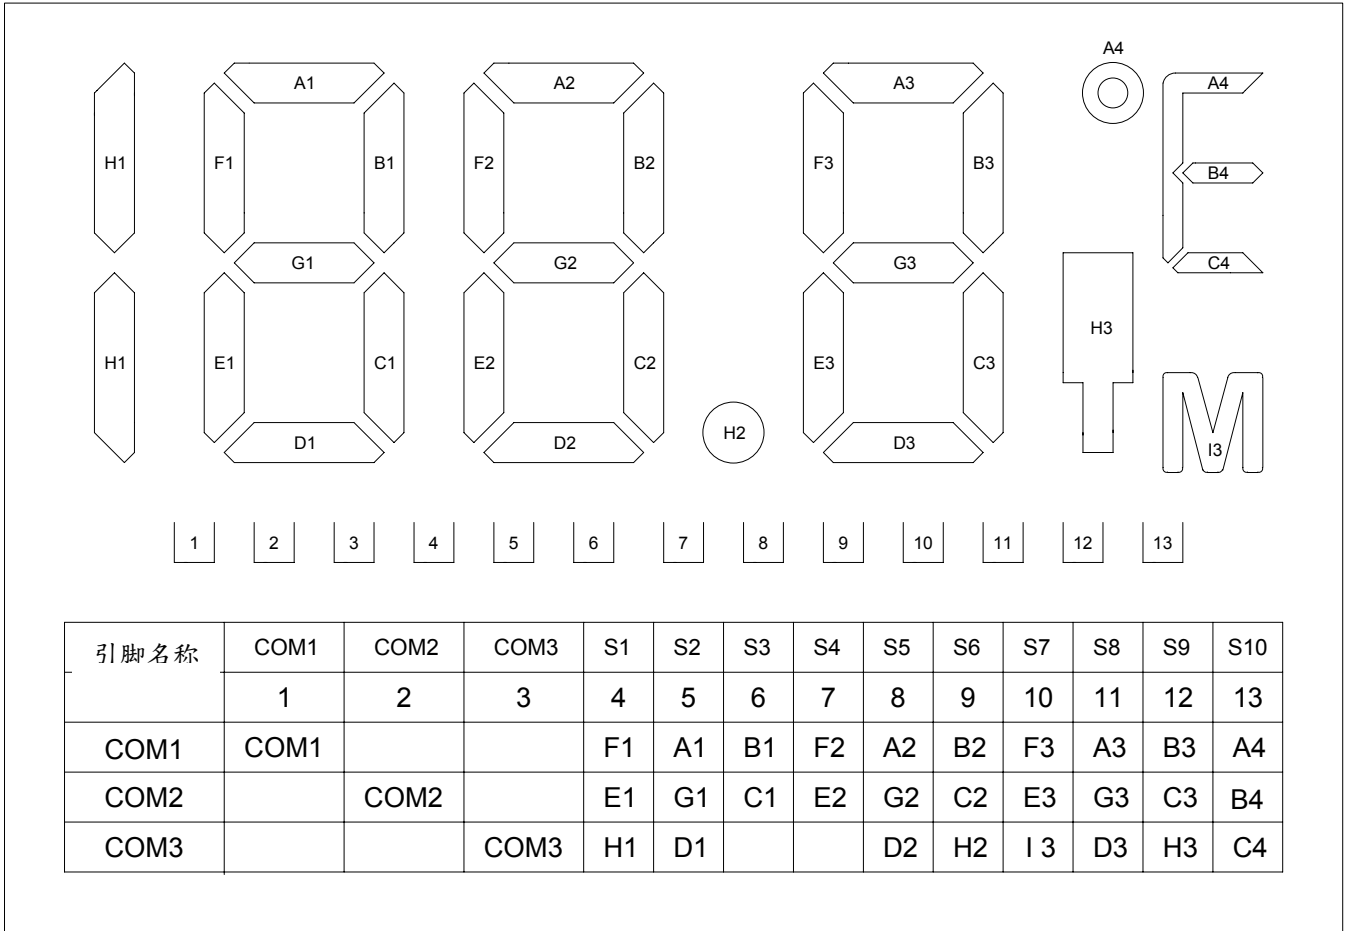 A4
A1 A2 A3 A4
H1 F1 B1 F2 B2 F3 B3 B4
G1 G2 G3 C4
H3
H1 E1 C1 E2 C2 E3 C3
D1 D2 H2 D3 I3
1 2 3 4 5 6 7 8 9 10 11 12 13
引脚名称 COM1 COM2 COM3 S1 S2 S3 S4 S5 S6 S7 S8 S9 S10
1 2 3 4 5 6 7 8 9 10 11 12 13
COM1 COM1 F1 A1 B1 F2 A2 B2 F3 A3 B3 A4
COM2 COM2 E1 G1 C1 E2 G2 C2 E3 G3 C3 B4
COM3 COM3 H1 D1 D2 H2 I 3 D3 H3 C4